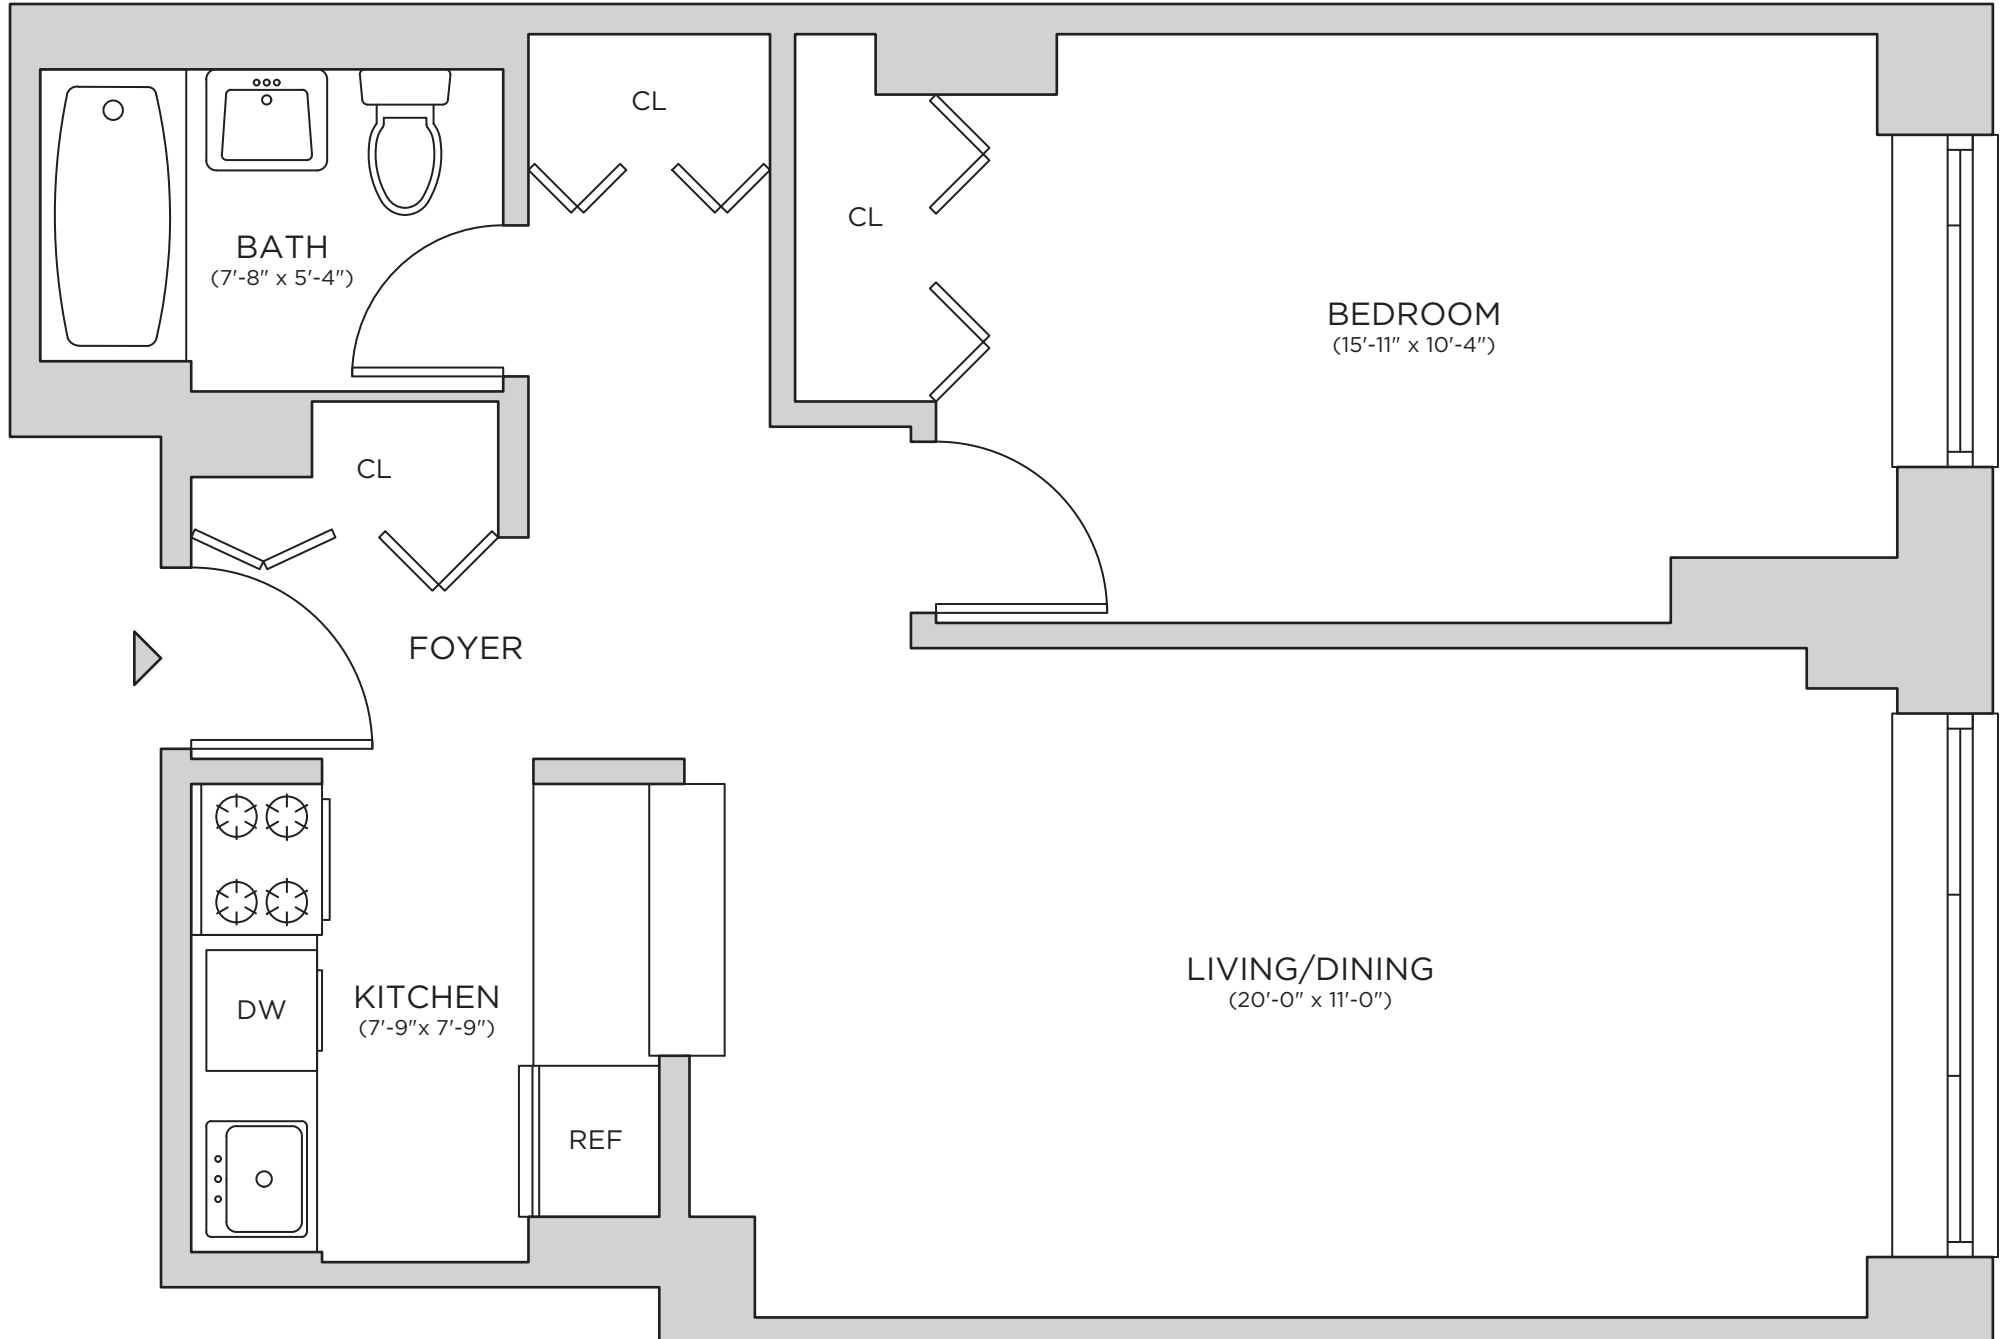 CL
CL
BATH
(7'-8" x 5'-4")
BEDROOM
(15'-11" x 10'-4")
CL
FOYER
LIVING/DINING
(20'-0" x 11'-0")
KITCHEN
(7'-9"x 7'-9")
DW
REF